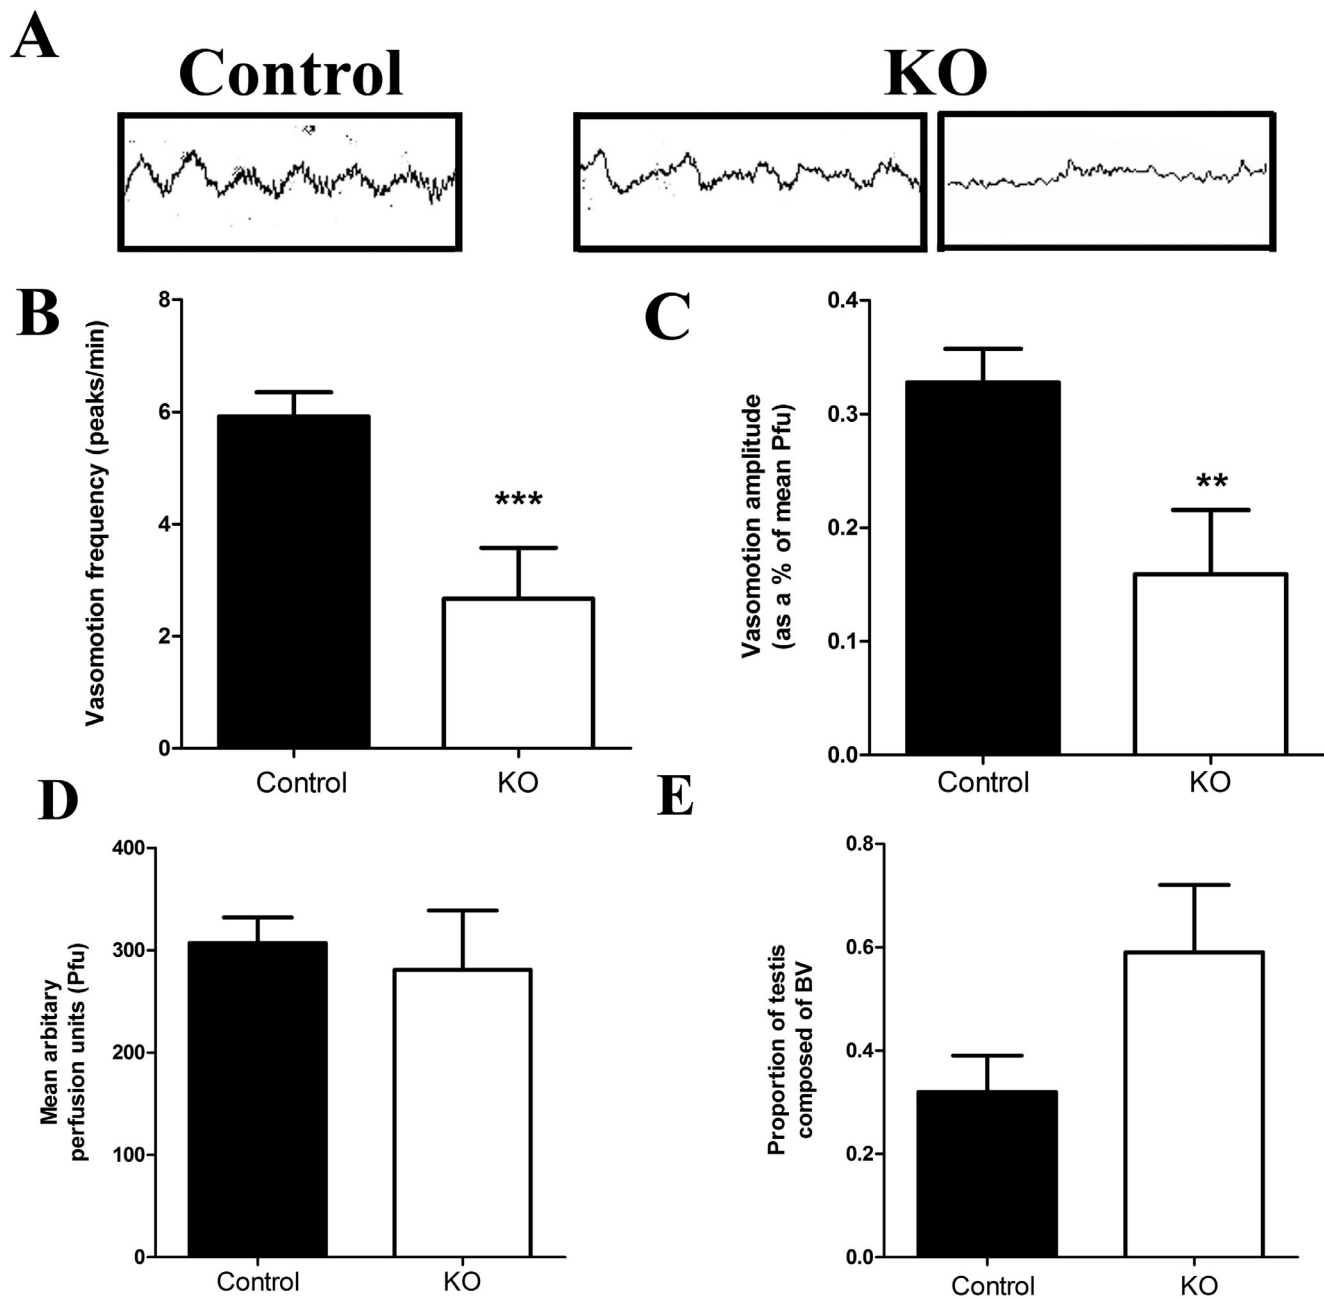 A
Control
KO
B
Vasomotion frequency (peaks/min)
8
6
4
2
0
***
Control
KO
C
Vasomotion amplitude
(as a % of mean Pfu)
0.4
0.3
0.2
0.1
0.0
**
Control
KO
D
Mean arbitary
perfusion units (Pfu)
400
300
200
100
0
Control
KO
E
Proportion of testis
composed of BV
0.8
0.6
0.4
0.2
0.0
Control
KO